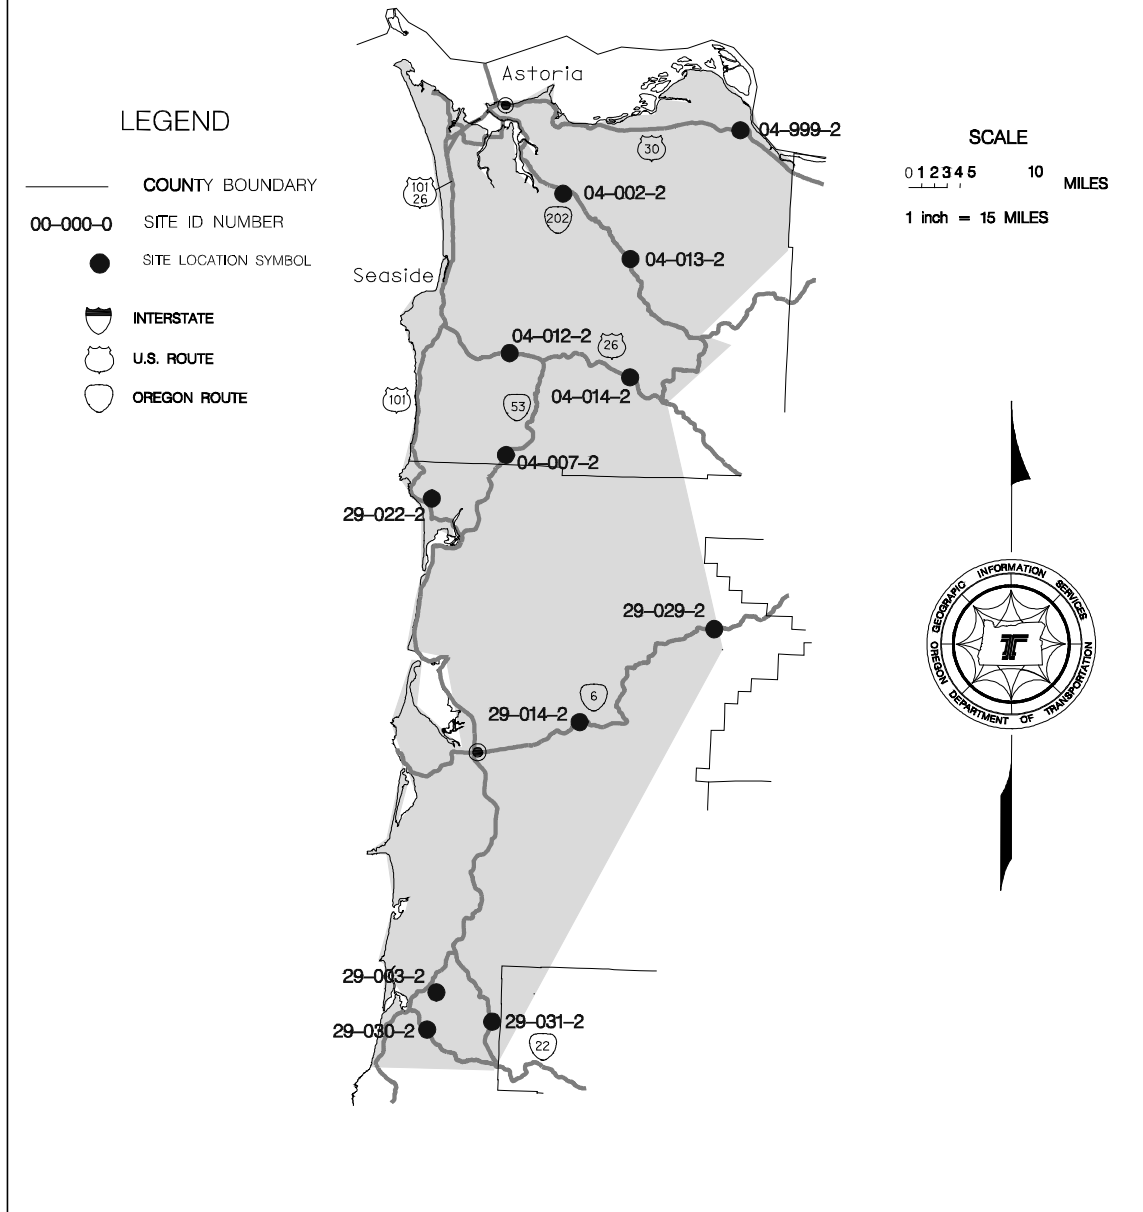 Astoria
LEGEND
04-999-2
SCALE
30
0 1 2 3 4 5 10
MILES
COUNTY BOUNDARY
101
26
04-002-2
00-000-0 SITE ID NUMBER
202
1 inch = 15 MILES
SITE LOCATION SYMBOL
04-013-2
Seaside
INTERSTATE
04-012-2
26
U.S. ROUTE
OREGON ROUTE
101
04-014-2
53
04-007-2
29-022-2
GEOGRAPIC INFORMATION SERVICES
OREGON DEPARTMENT OF TRANSPORTATION
29-029-2
6
29-014-2
29-003-2
29-030-2
29-031-2
22